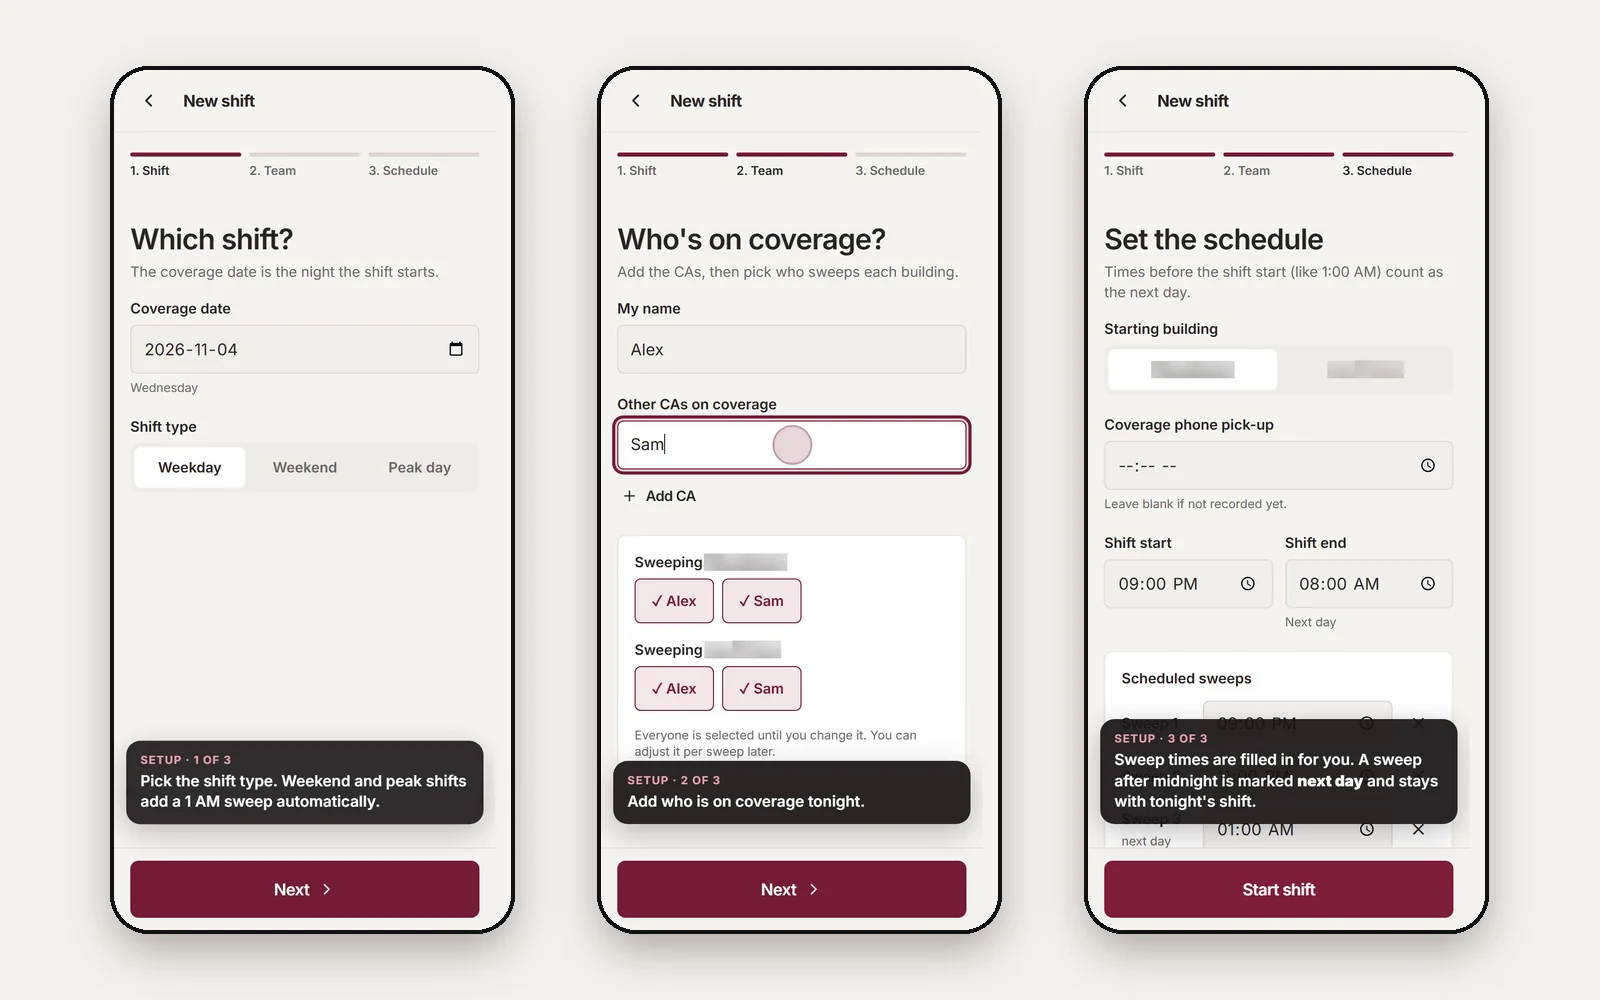 New shift
1. Shift
2. Team
3. Schedule
Which shift?
The coverage date is the night the shift starts.
Coverage date
2026-11-04
Wednesday
Shift type
Weekday
Weekend
Peak day
SETUP · 1 OF 3
Pick the shift type. Weekend and peak shifts
add a 1 AM sweep automatically.
Next
New shift
1. Shift
2. Team
3. Schedule
Who's on coverage?
Add the CAs, then pick who sweeps each building.
My name
Alex
Other CAs on coverage
Sam
+ Add CA
Sweeping
✓ Alex
✓ Sam
Sweeping
✓ Alex
✓ Sam
Everyone is selected until you change it. You can
adjust it per sweep later.
SETUP · 2 OF 3
Add who is on coverage tonight.
Next
New shift
1. Shift
2. Team
3. Schedule
Set the schedule
Times before the shift start (like 1:00 AM) count as
the next day.
Starting building
Coverage phone pick-up
--:-- --
Leave blank if not recorded yet.
Shift start
Shift end
09:00 PM
08:00 AM
Next day
Scheduled sweeps
Sweep 1
09:00 PM
SETUP · 3 OF 3
Sweep times are filled in for you. A sweep
after midnight is marked next day and stays
with tonight's shift.
Sweep 3
01:00 AM
next day
Start shift